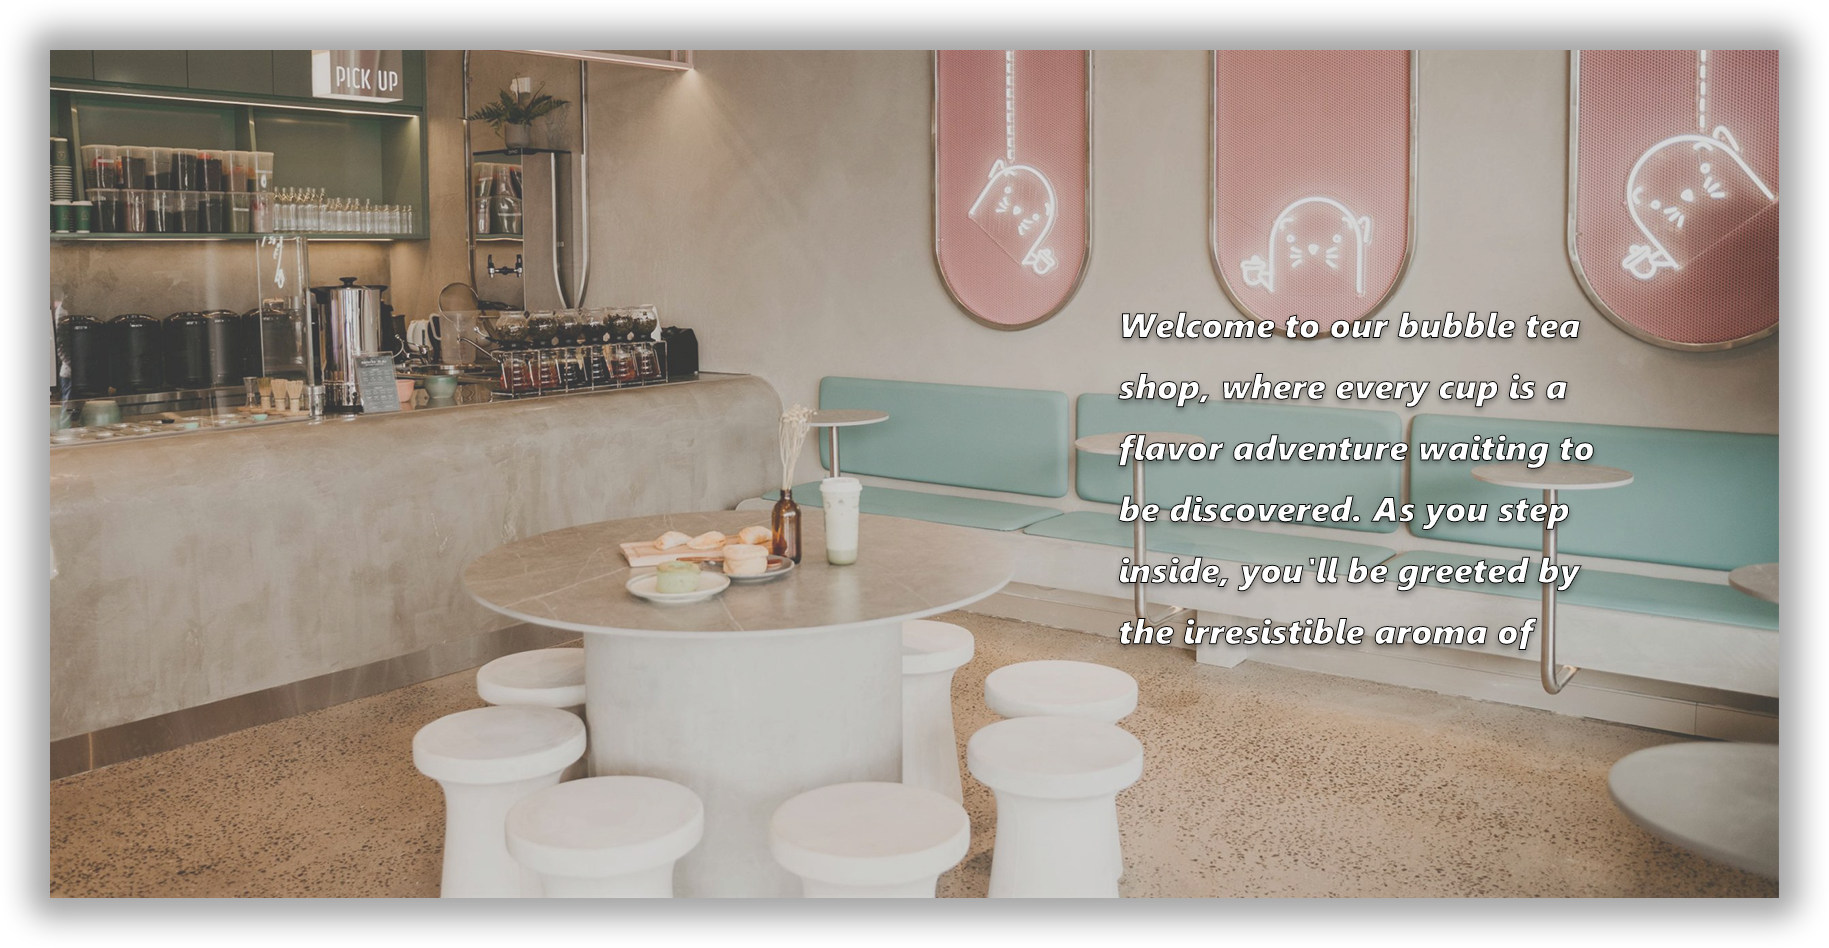 PICK UP
Welcome to our bubble tea
shop, where every cup is a
flavor adventure waiting to
be discovered. As you step
inside, you'll be greeted by
the irresistible aroma of